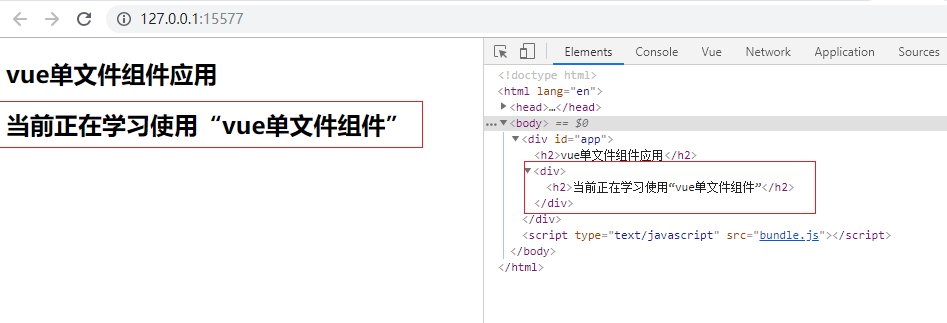 127.0.0.1:15577
vue单文件组件应用
当前正在学习使用“vue单文件组件”
Elements Console Vue Network Application Sources
<!doctype html>
<html lang="en">
<head>…</head>
<body> == $0
<div id="app">
<h2>vue单文件组件应用</h2>
<div>
<h2>当前正在学习使用“vue单文件组件”</h2>
</div>
</div>
<script type="text/javascript" src="bundle.js"></script>
</body>
</html>